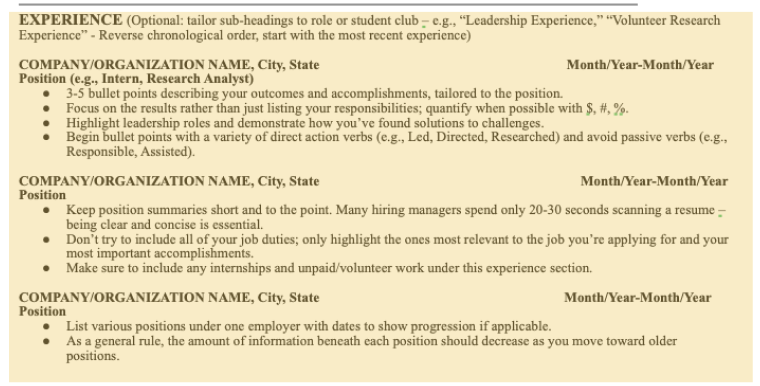 EXPERIENCE (Optional: tailor sub-headings to role or student club – e.g., “Leadership Experience,” “Volunteer Research
Experience” - Reverse chronological order, start with the most recent experience)
COMPANY/ORGANIZATION NAME, City, State Month/Year-Month/Year
Position (e.g., Intern, Research Analyst)
● 3-5 bullet points describing your outcomes and accomplishments, tailored to the position.
● Focus on the results rather than just listing your responsibilities; quantify when possible with $, #, %.
● Highlight leadership roles and demonstrate how you’ve found solutions to challenges.
● Begin bullet points with a variety of direct action verbs (e.g., Led, Directed, Researched) and avoid passive verbs (e.g.,
Responsible, Assisted).
COMPANY/ORGANIZATION NAME, City, State Month/Year-Month/Year
Position
● Keep position summaries short and to the point. Many hiring managers spend only 20-30 seconds scanning a resume –
being clear and concise is essential.
● Don’t try to include all of your job duties; only highlight the ones most relevant to the job you’re applying for and your
most important accomplishments.
● Make sure to include any internships and unpaid/volunteer work under this experience section.
COMPANY/ORGANIZATION NAME, City, State Month/Year-Month/Year
Position
● List various positions under one employer with dates to show progression if applicable.
● As a general rule, the amount of information beneath each position should decrease as you move toward older
positions.